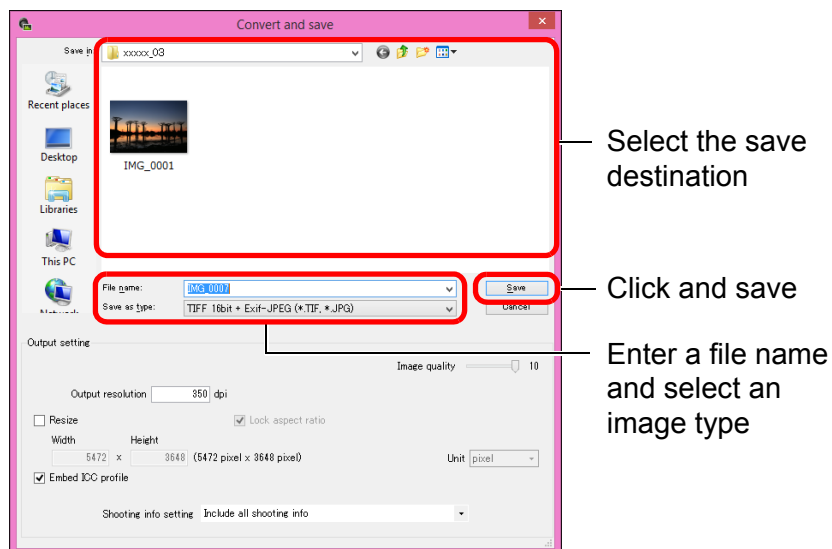 Convert and save
Save in:
xxxxx_03
Recent places
Desktop
Libraries
This PC
IMG_0001
File name:
IMG_0007
Save
Save as type:
TIFF 16bit + Exif-JPEG (*.TIF, *.JPG)
Cancel
Output setting
Image quality 10
Output resolution 350 dpi
Resize
Lock aspect ratio
Width Height
5472 x 3648 (5472 pixel x 3648 pixel)
Unit pixel
Embed ICC profile
Shooting info setting Include all shooting info
Select the save
destination
Click and save
Enter a file name
and select an
image type